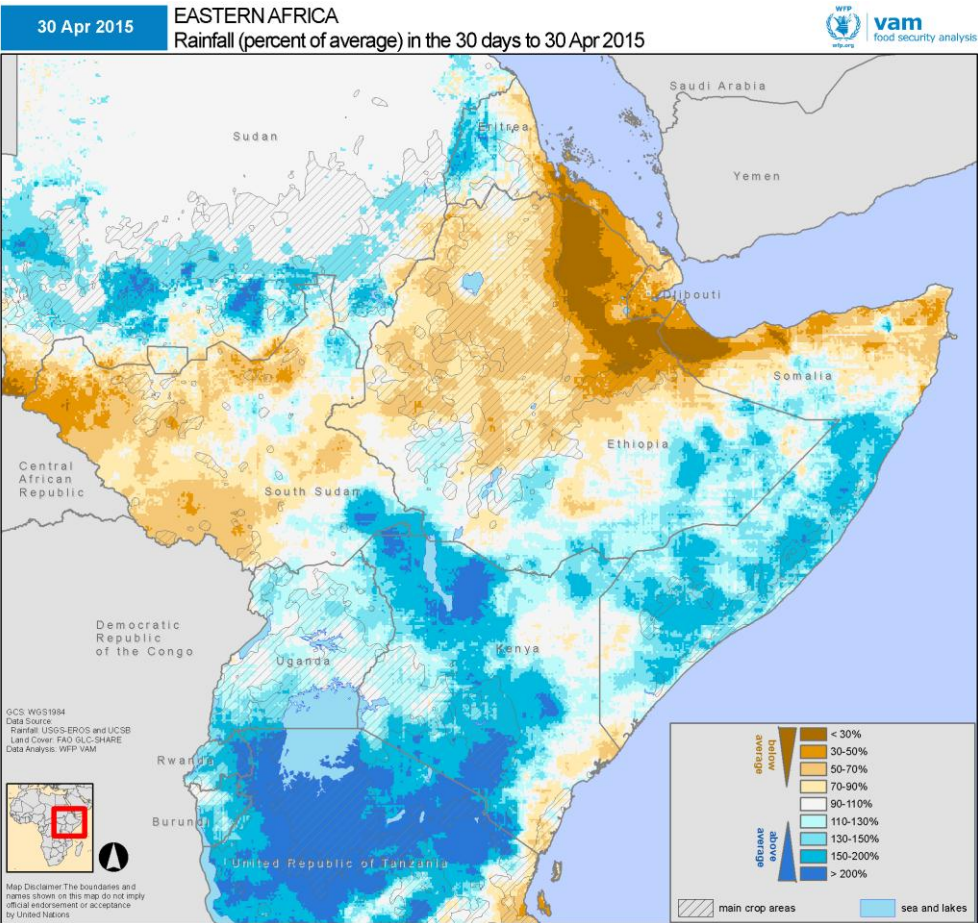 30 Apr 2015
EASTERN AFRICA
Rainfall (percent of average) in the 30 days to 30 Apr 2015
WFP
wfp.org
vam
food security analysis
Saudi Arabia
Sudan
Eritrea
Yemen
Djibouti
Somalia
Ethiopia
Central
African
Republic
South Sudan
Democratic
Republic
of the Congo
Kenya
Uganda
GCS: WGS1984
Data Source:
Rainfall: USGS-EROS and UCSB
Land Cover: FAO GLC-SHARE
Data Analysis: WFP VAM
Rwanda
Burundi
United Republic of Tanzania
Map Disclaimer:The boundaries and
names shown on this map do not imply
official endorsement or acceptance
by United Nations
below
average
above
average
< 30%
30-50%
50-70%
70-90%
90-110%
110-130%
130-150%
150-200%
> 200%
main crop areas
sea and lakes